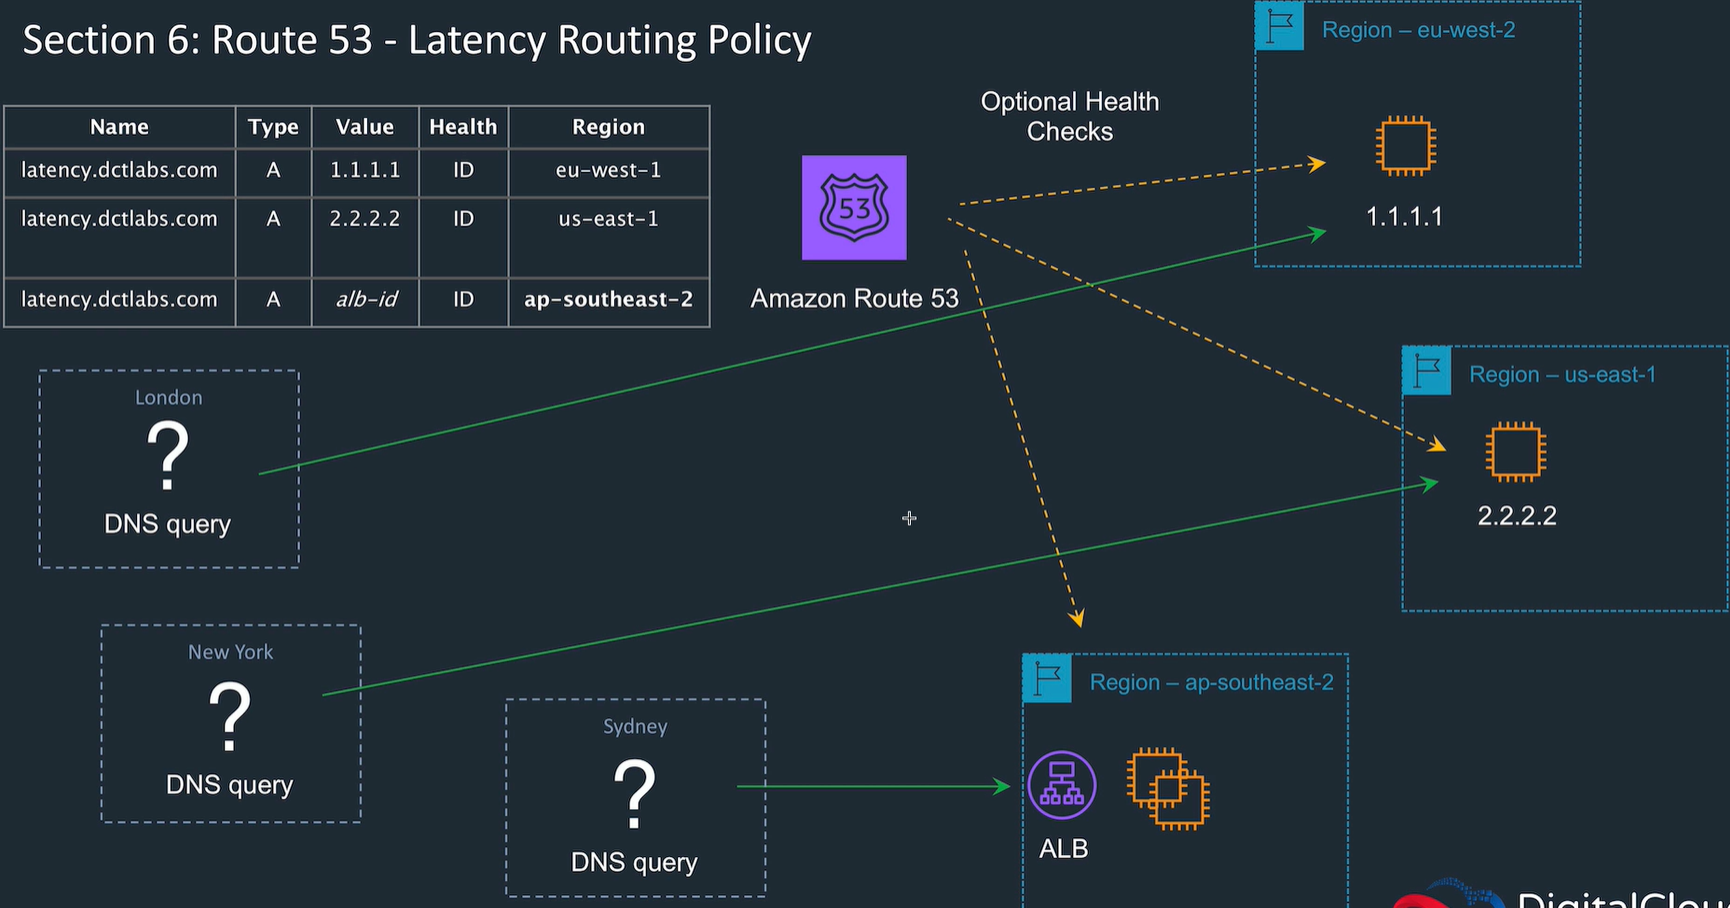 Section 6: Route 53 - Latency Routing Policy
Name Type Value Health Region
latency.dctlabs.com A 1.1.1.1 ID eu-west-1
latency.dctlabs.com A 2.2.2.2 ID us-east-1
latency.dctlabs.com A alb-id ID ap-southeast-2
Optional Health
Checks
53
Amazon Route 53
Region – eu-west-2
1.1.1.1
Region – us-east-1
2.2.2.2
London
?
DNS query
New York
?
DNS query
Sydney
?
DNS query
Region – ap-southeast-2
ALB